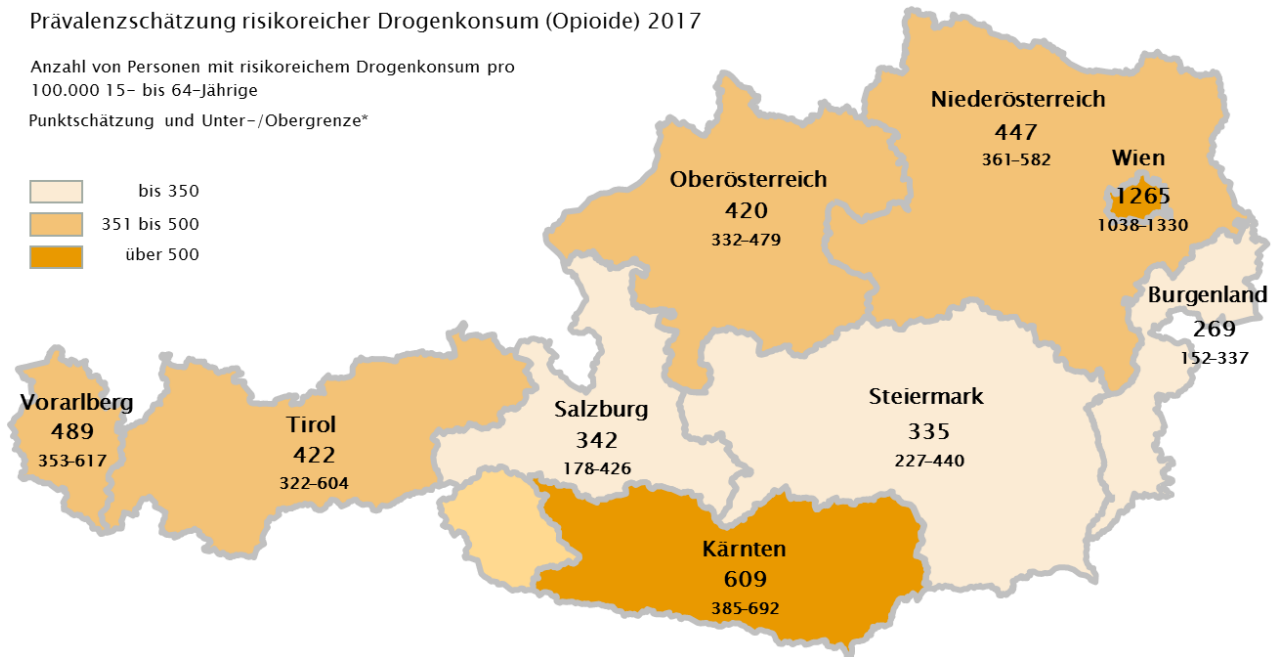 Prävalenzschätzung risikoreicher Drogenkonsum (Opioide) 2017
Anzahl von Personen mit risikoreichem Drogenkonsum pro
100.000 15- bis 64-Jährige
Punktschätzung und Unter-/Obergrenze*
bis 350
351 bis 500
über 500
Niederösterreich
447
361-582
Wien
1265
1038-1330
Oberösterreich
420
332-479
Burgenland
269
152-337
Vorarlberg
489
353-617
Tirol
422
322-604
Salzburg
342
178-426
Steiermark
335
227-440
Kärnten
609
385-692